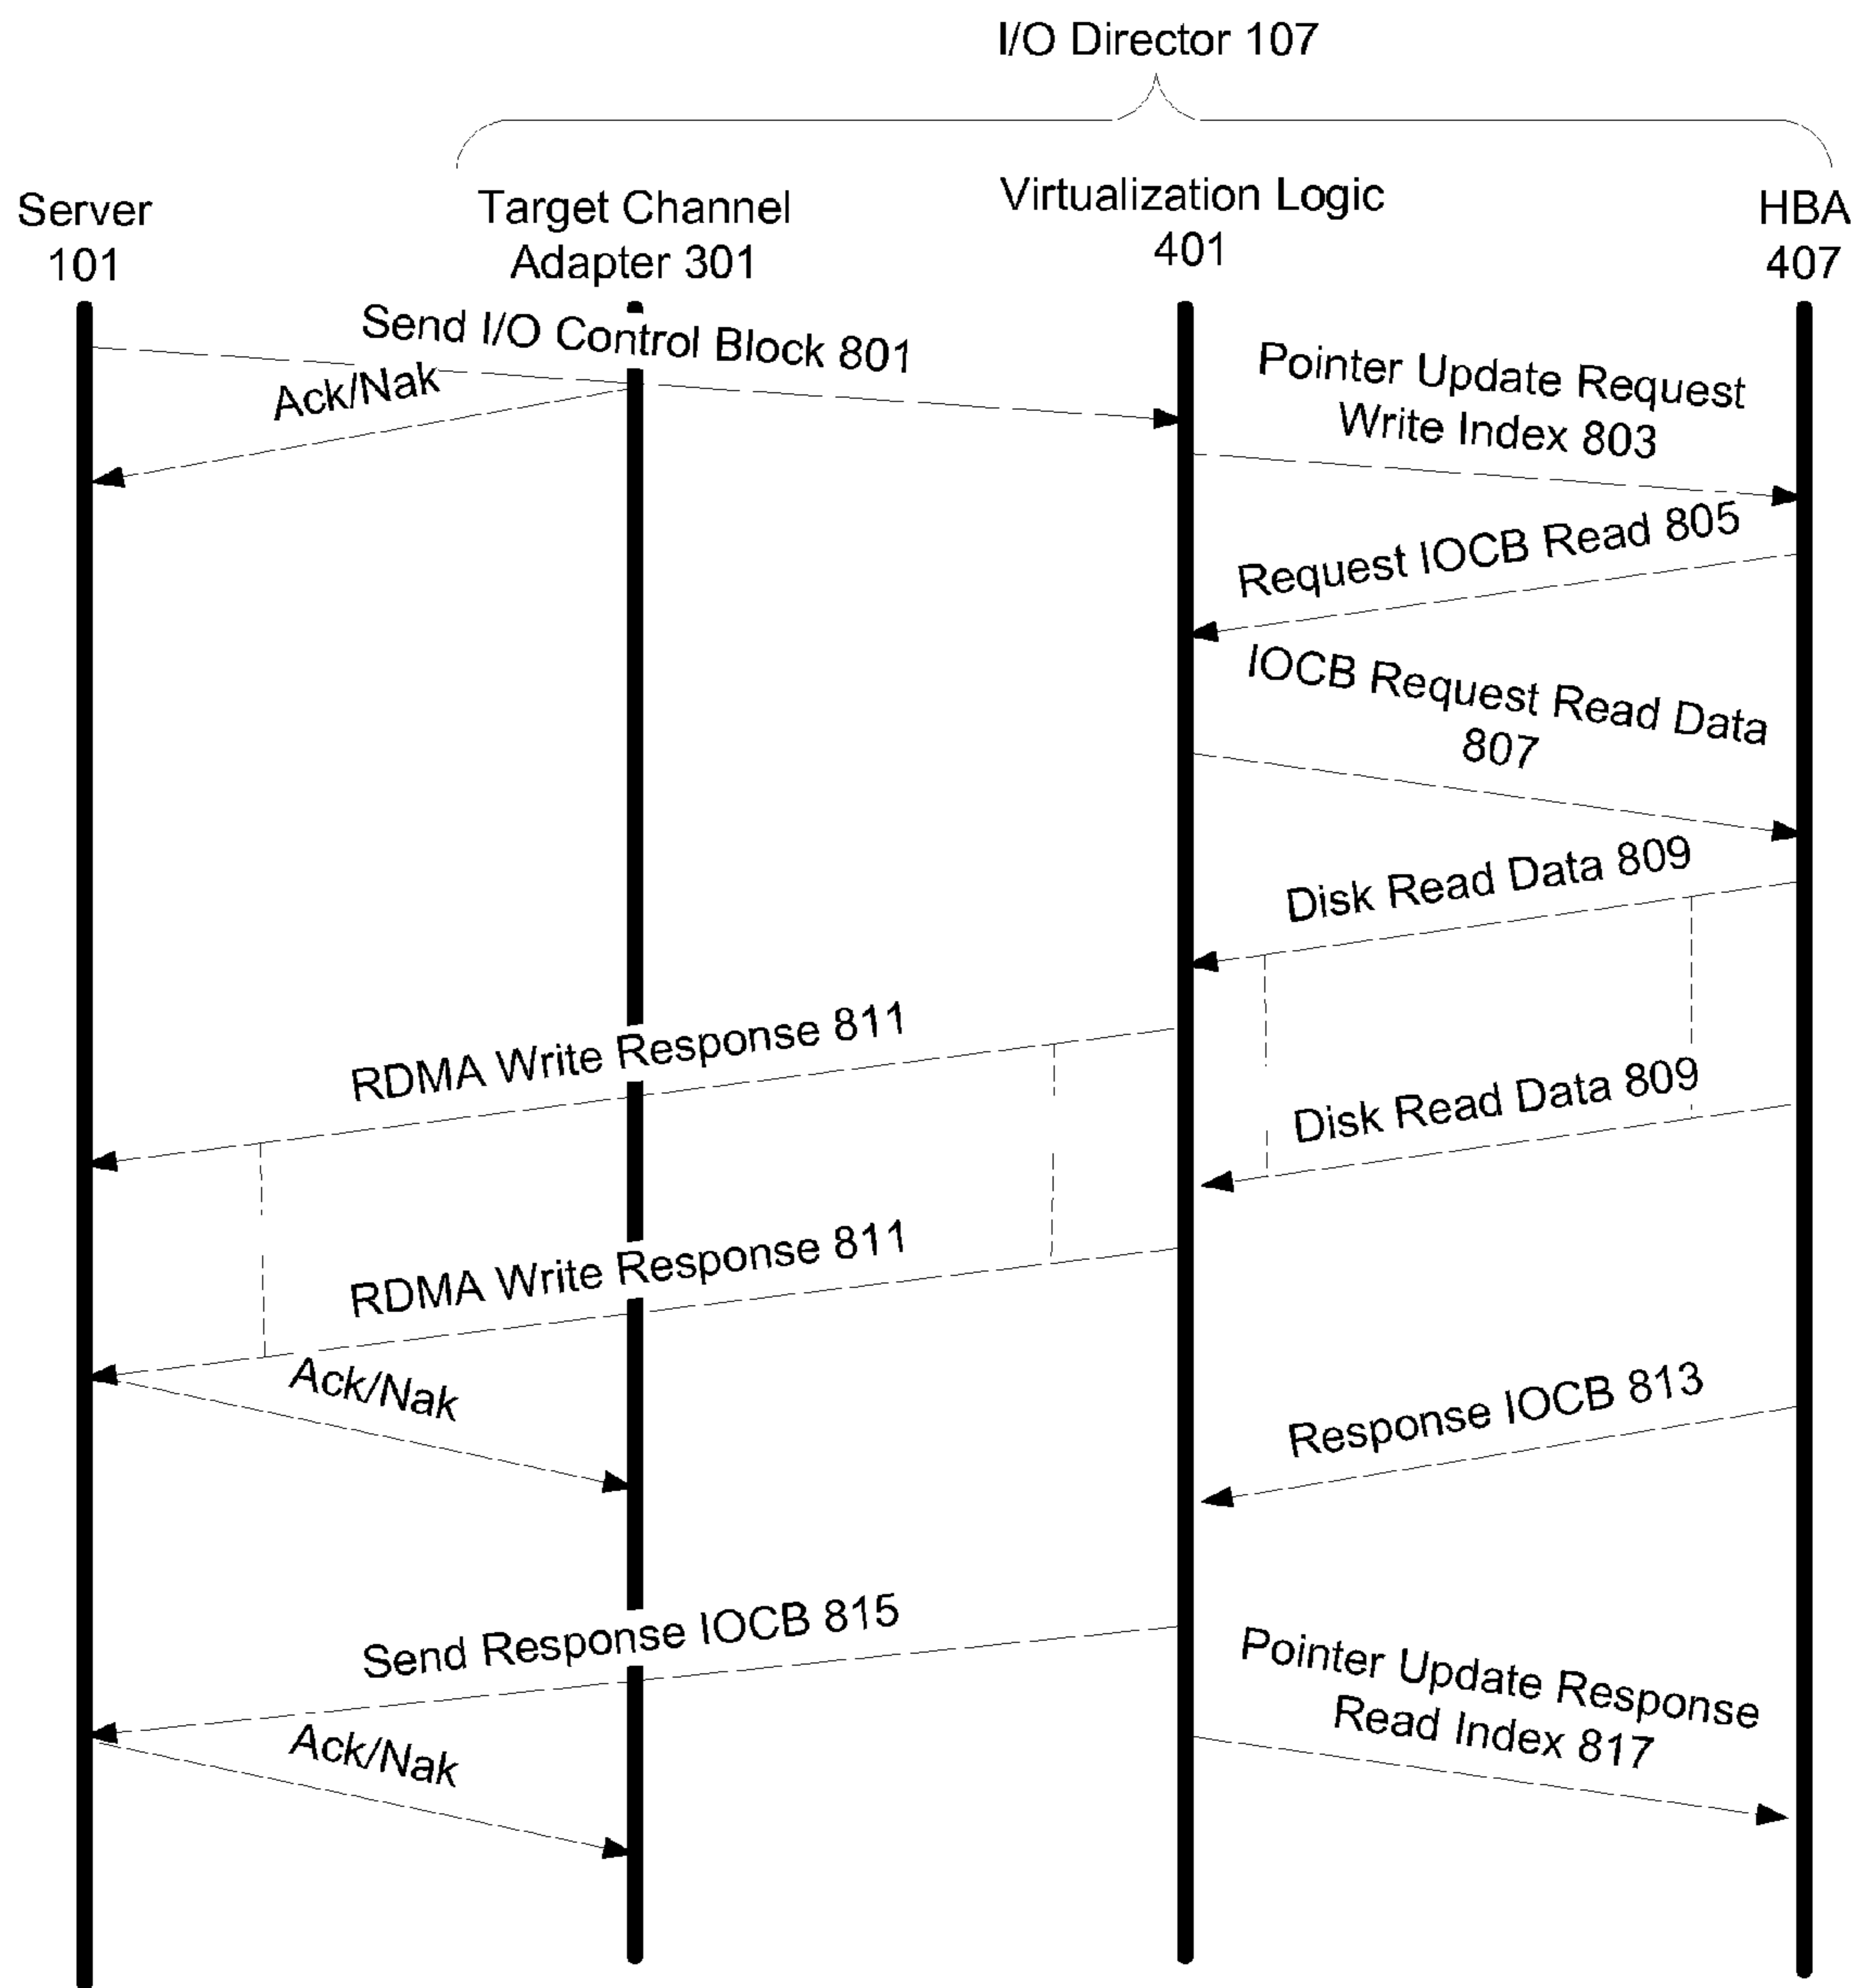 I/O Director 107
Server
101
Target Channel
Adapter 301
Virtualization Logic
401
HBA
407
Send I/O Control Block 801
Ack/Nak
Pointer Update Request
Write Index 803
Request IOCB Read 805
IOCB Request Read Data
807
Disk Read Data 809
RDMA Write Response 811
Disk Read Data 809
RDMA Write Response 811
Ack/Nak
Response IOCB 813
Send Response IOCB 815
Pointer Update Response
Read Index 817
Ack/Nak